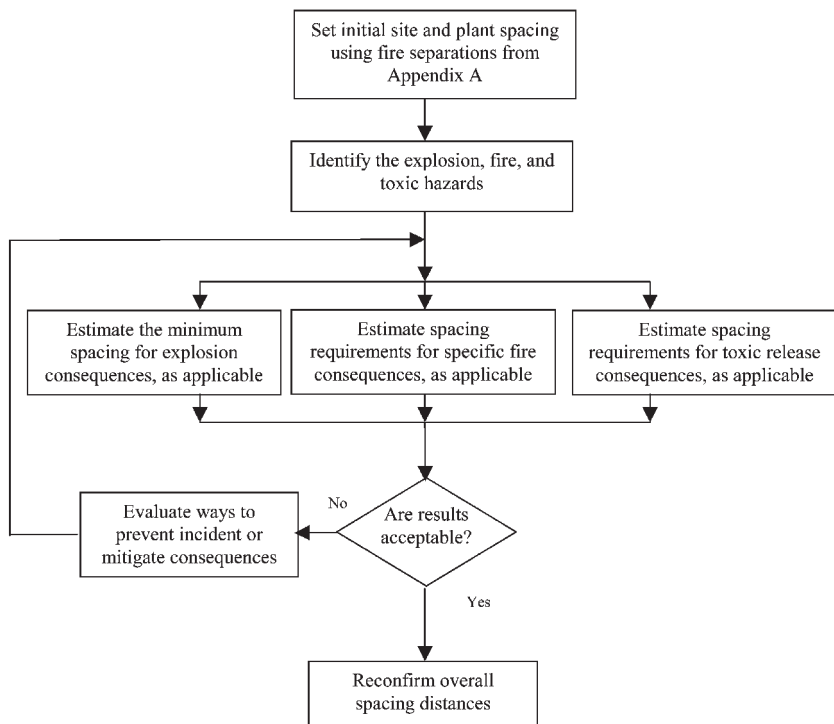 Set initial site and plant spacing
using fire separations from
Appendix A
Identify the explosion, fire, and
toxic hazards
Estimate the minimum
spacing for explosion
consequences, as applicable
Estimate spacing
requirements for specific fire
consequences, as applicable
Estimate spacing
requirements for toxic release
consequences, as applicable
Are results
acceptable?
No
Evaluate ways to
prevent incident or
mitigate consequences
Yes
Reconfirm overall
spacing distances